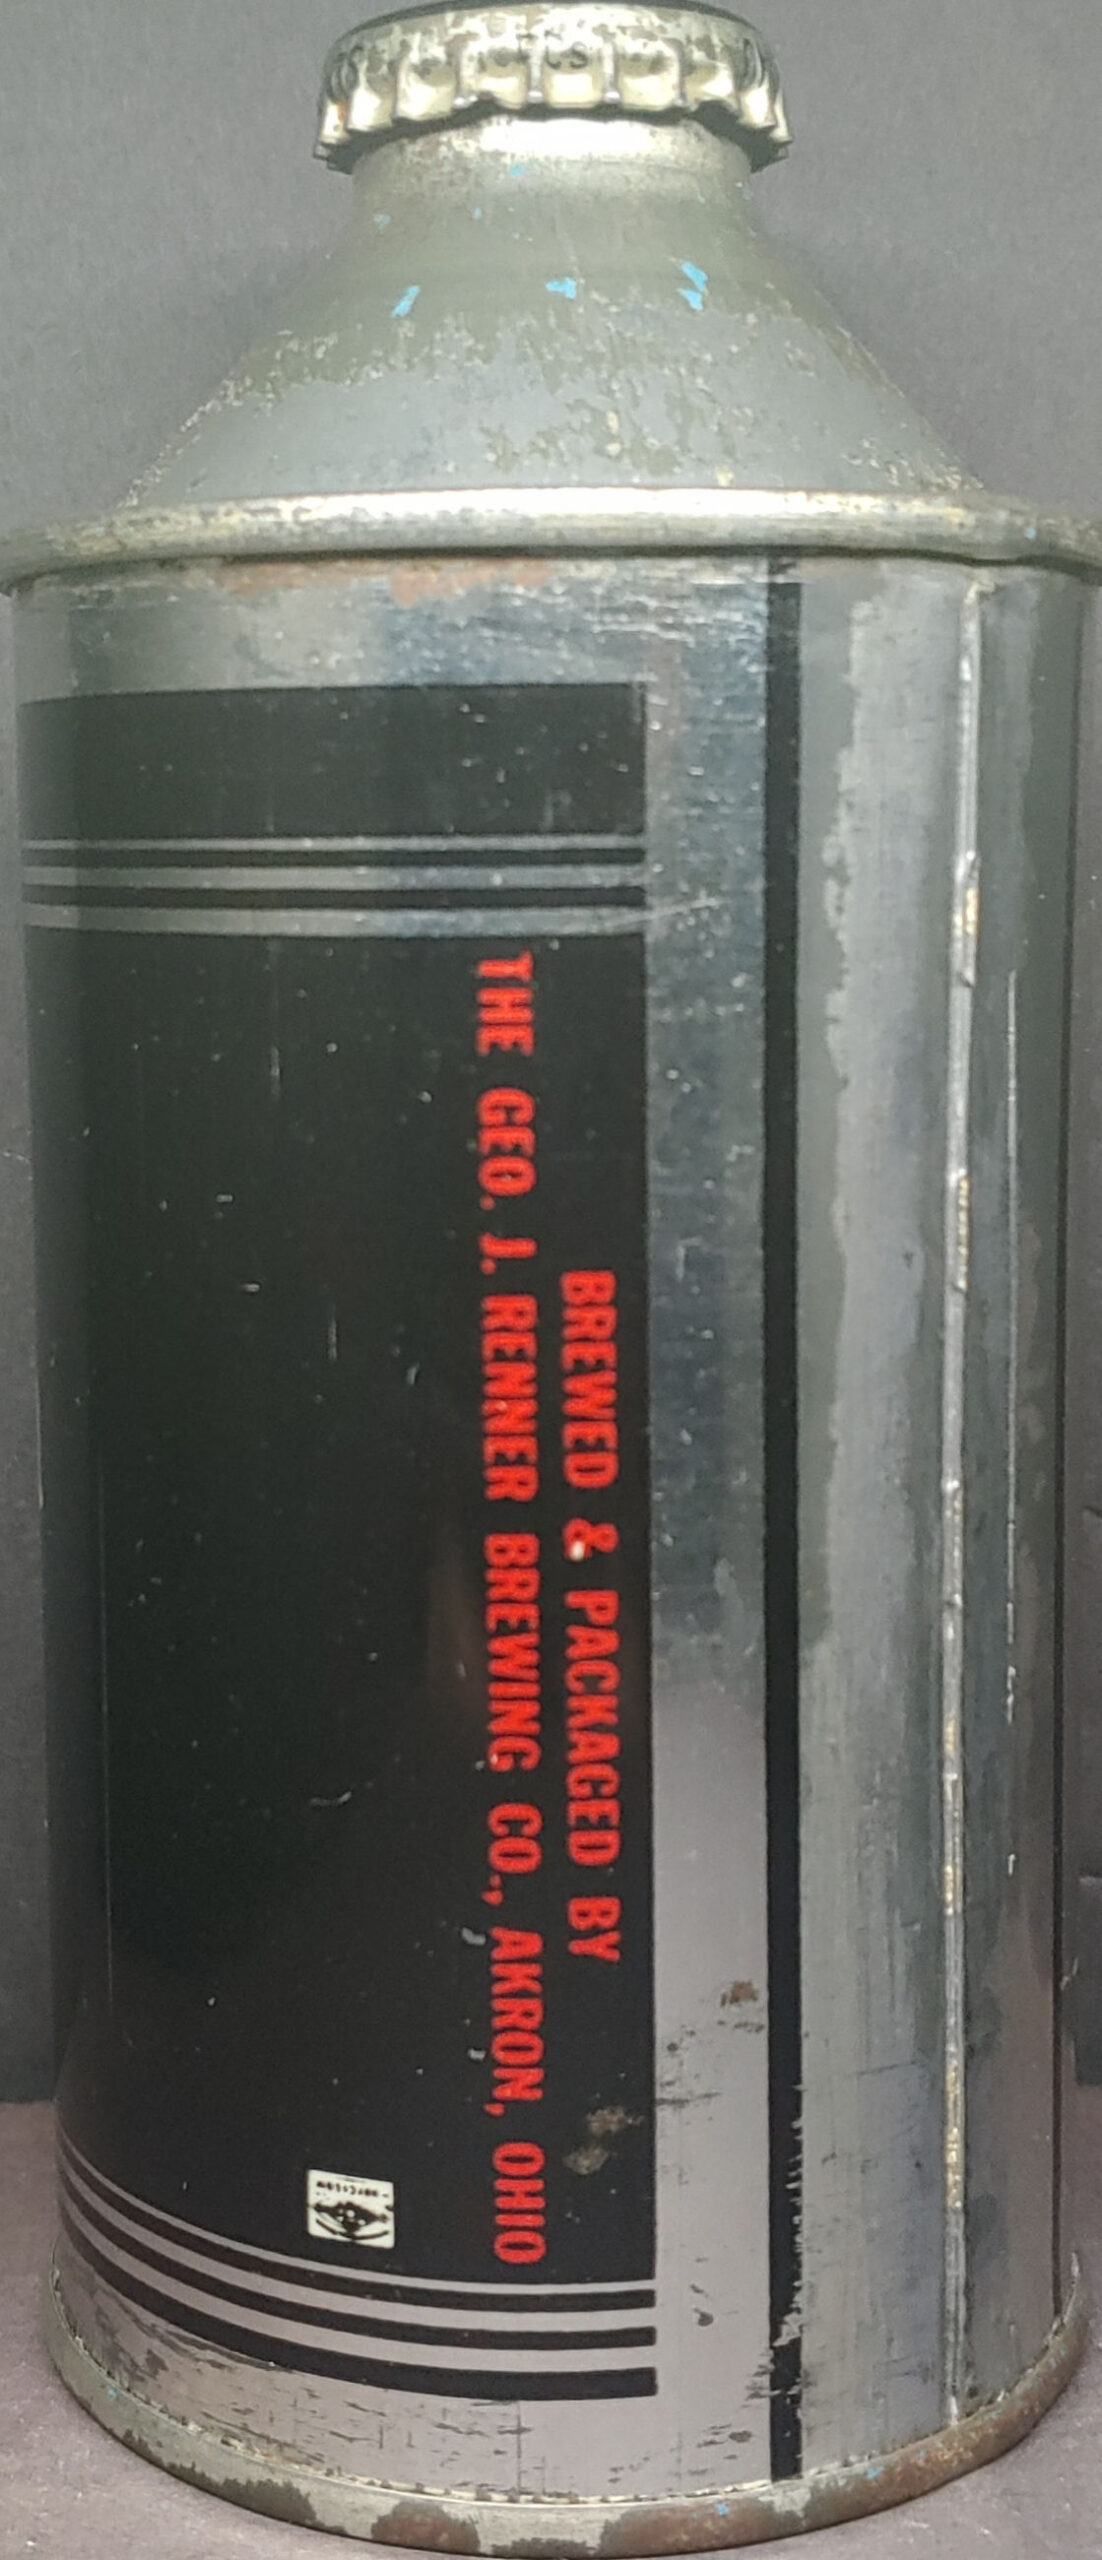 BREWED & PACKAGED BY
THE GEO. J. RENNER BREWING CO., AKRON, OHIO